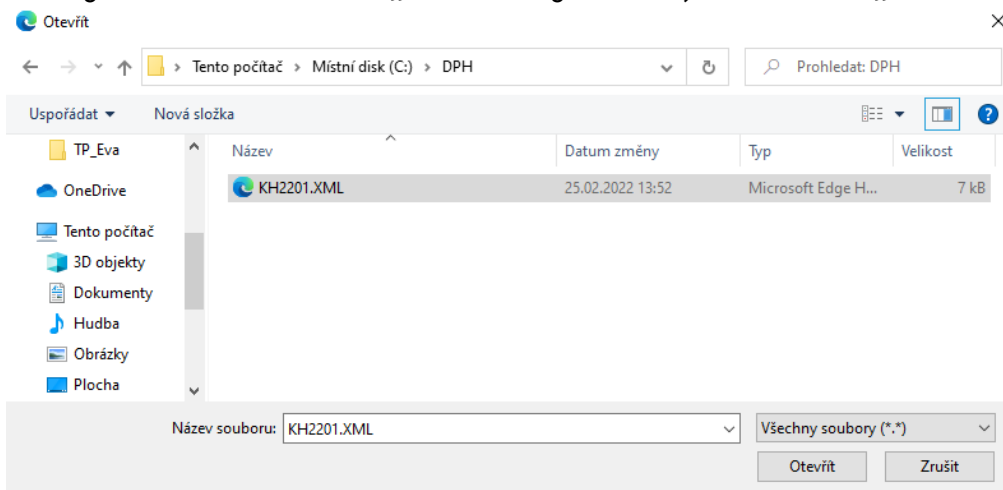 Otevřít
Tento počítač › Místní disk (C:) › DPH
Prohledat: DPH
Uspořádat
Nová složka
Název
Datum změny
Typ
Velikost
TP_Eva
OneDrive
Tento počítač
3D objekty
Dokumenty
Hudba
Obrázky
Plocha
KH2201.XML
25.02.2022 13:52
Microsoft Edge H...
7 kB
Název souboru:
KH2201.XML
Všechny soubory (*.*)
Otevřít
Zrušit